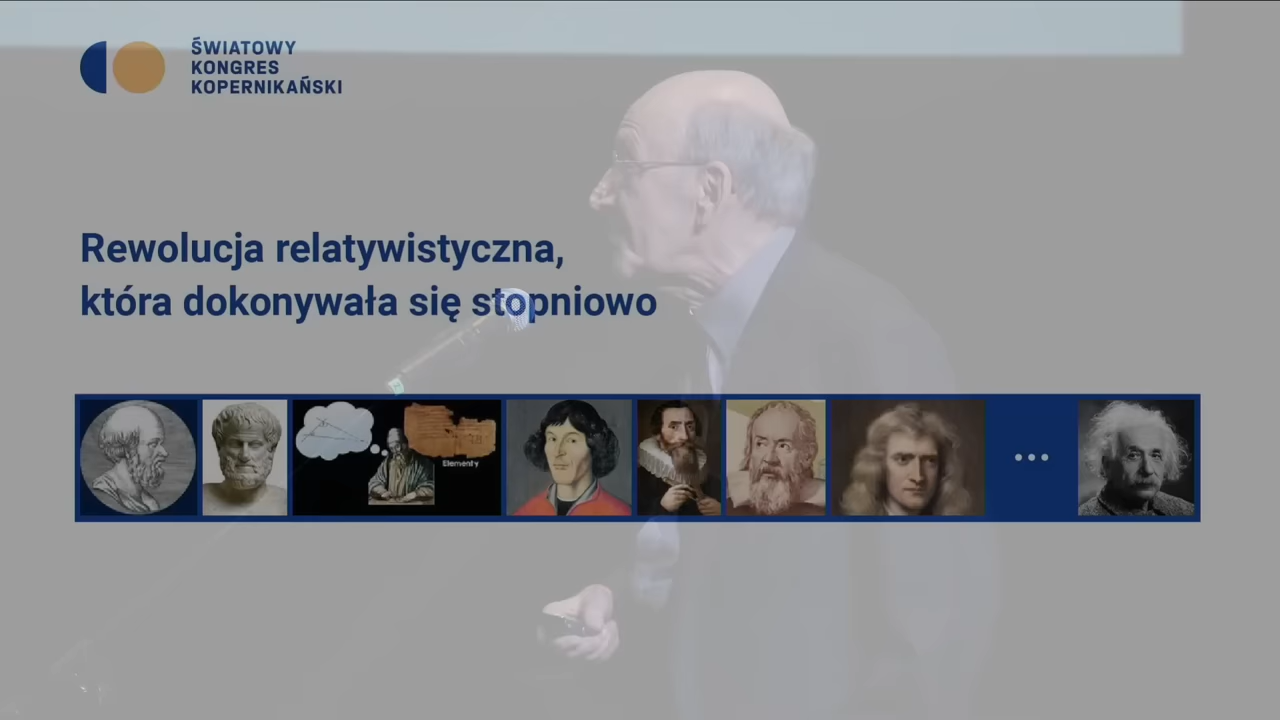 ŚWIATOWY
KONGRES
KOPERNIKAŃSKI
Rewolucja relatywistyczna,
która dokonywała się stopniowo
Elementy